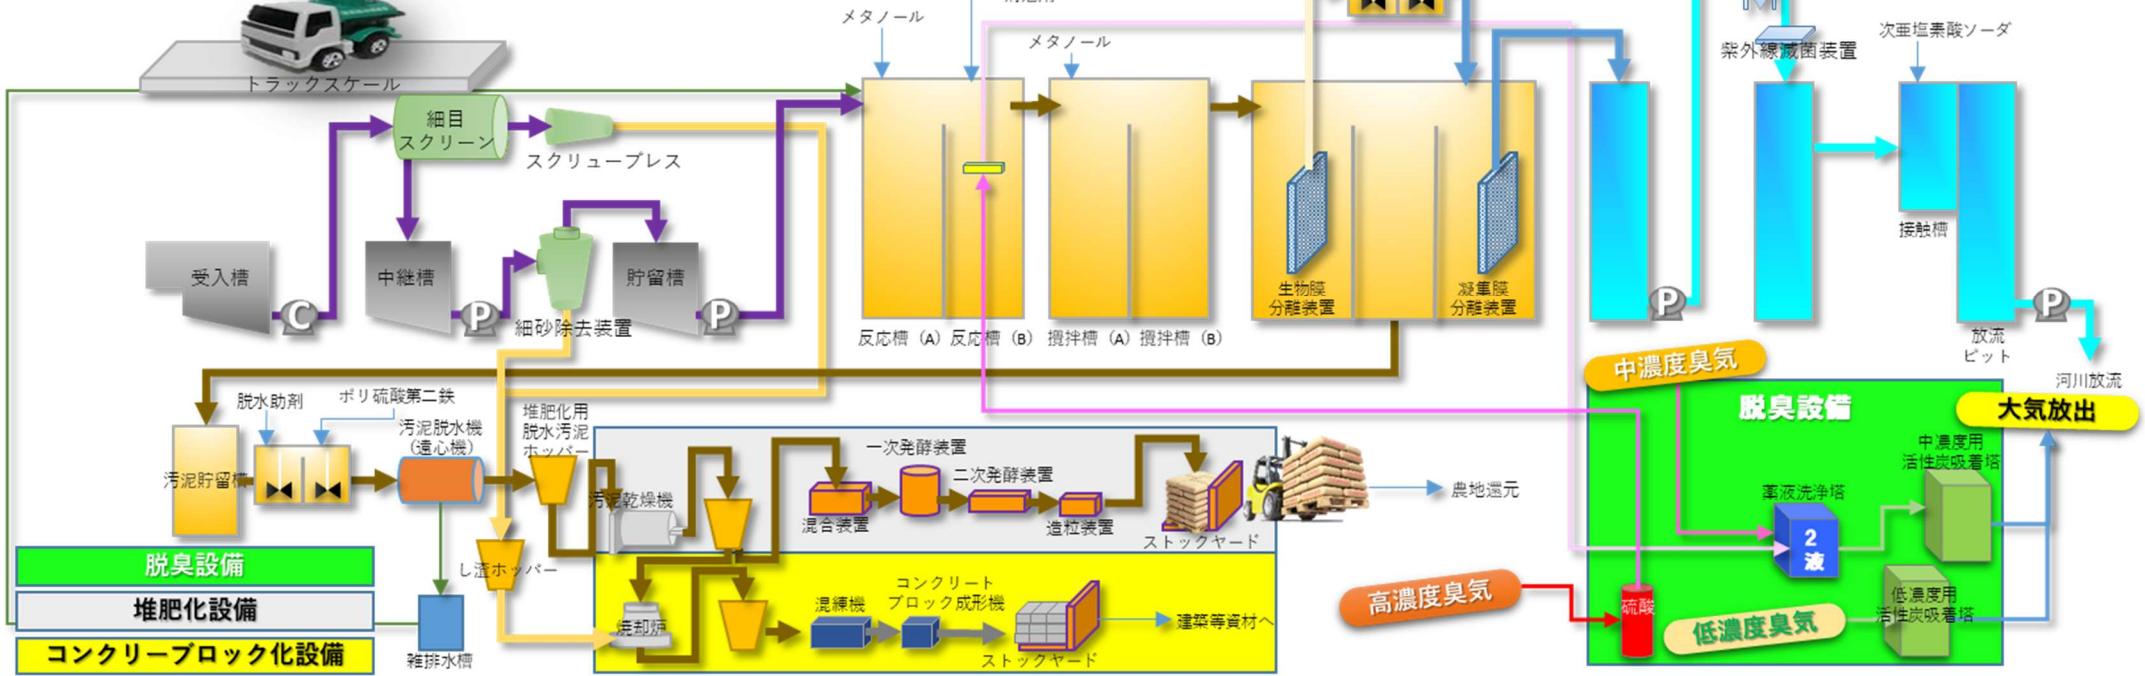 メタノール
メタノール
次亜塩素酸ソーダ
紫外線滅菌装置
トラックスケール
細目
スクリーン
スクリュープレス
受入槽
C
中継槽
P
細砂除去装置
貯留槽
P
反応槽（A）
反応槽（B）
攪拌槽（A）
攪拌槽（B）
生物膜
分離装置
凝集膜
分離装置
P
接触槽
P
放流
ピット
河川放流
脱水助剤
ポリ硫酸第二鉄
汚泥脱水機
（遠心機）
汚泥貯留槽
堆肥化用
脱水汚泥
ホッパー
し渣ホッパー
雑排水槽
汚泥乾燥機
混合装置
一次発酵装置
二次発酵装置
造粒装置
ストックヤード
農地還元
焼却炉
混練機
コンクリート
ブロック成形機
ストックヤード
建築等資材へ
脱臭設備
堆肥化設備
コンクリーブロック化設備
中濃度臭気
脱臭設備
大気放出
中濃度用
活性炭吸着塔
薬液洗浄塔
2
液
高濃度臭気
硫酸
低濃度臭気
低濃度用
活性炭吸着塔